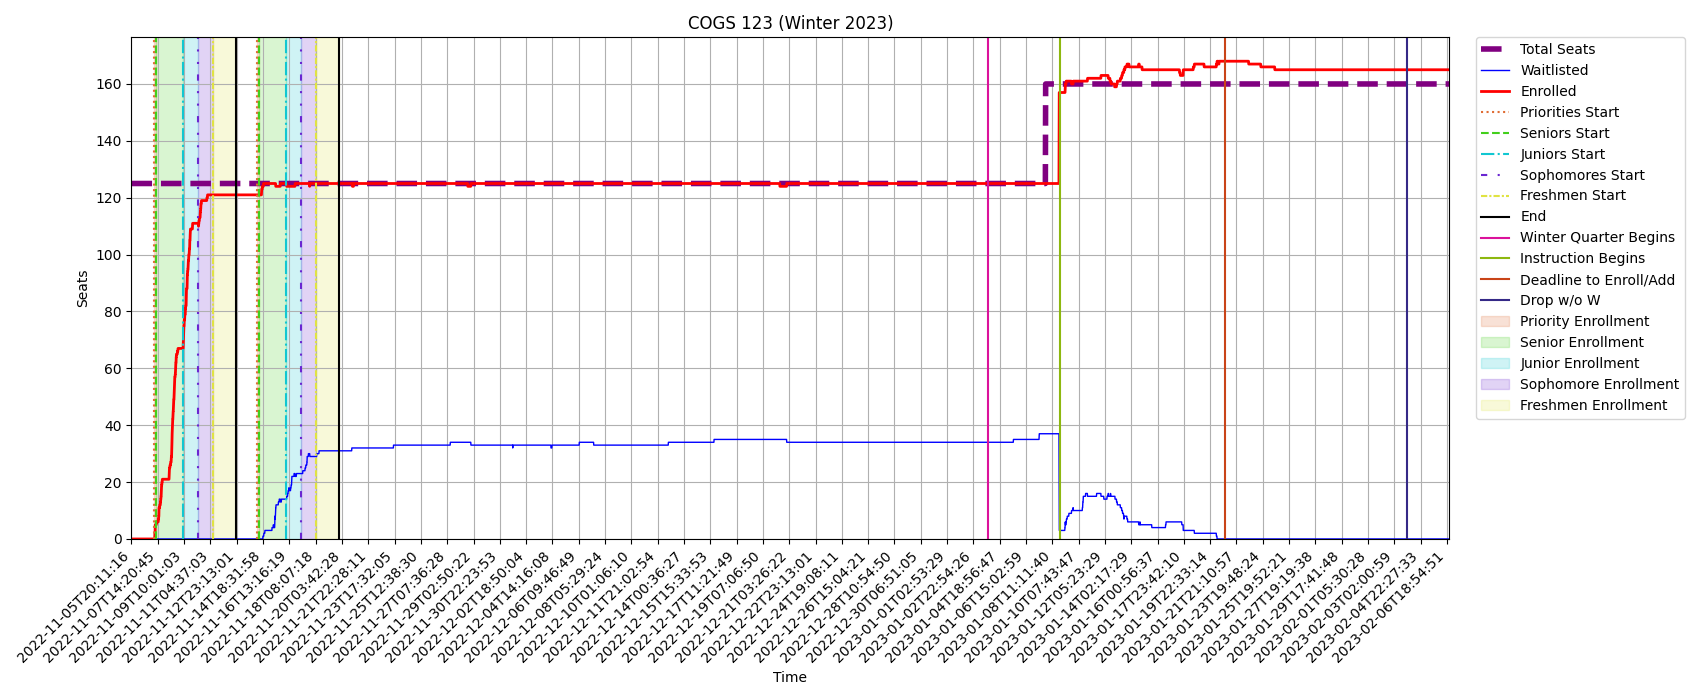 COGS 123 (Winter 2023)
Seats
160
140
120
100
80
60
40
20
0
2022-11-05T20:11:16
2022-11-07T14:20:45
2022-11-09T10:01:03
2022-11-11T04:37:03
2022-11-12T23:13:01
2022-11-14T18:31:58
2022-11-16T13:16:19
2022-11-18T08:07:18
2022-11-20T03:42:28
2022-11-21T22:28:11
2022-11-23T17:32:05
2022-11-25T12:38:30
2022-11-27T07:36:28
2022-11-29T02:50:22
2022-11-30T22:23:53
2022-12-02T18:50:04
2022-12-04T14:16:08
2022-12-06T09:46:49
2022-12-08T05:29:24
2022-12-10T01:06:10
2022-12-11T21:02:54
2022-12-14T00:36:27
2022-12-15T15:33:53
2022-12-17T11:21:49
2022-12-19T07:06:50
2022-12-21T03:26:22
2022-12-22T23:13:01
2022-12-24T19:08:11
2022-12-26T15:04:21
2022-12-28T10:54:50
2022-12-30T06:51:05
2023-01-01T02:53:29
2023-01-02T22:54:26
2023-01-04T18:56:47
2023-01-06T15:02:59
2023-01-08T11:11:40
2023-01-10T07:43:47
2023-01-12T05:23:29
2023-01-14T02:17:29
2023-01-16T00:56:37
2023-01-17T23:42:10
2023-01-19T22:33:14
2023-01-21T21:10:57
2023-01-23T19:48:24
2023-01-25T19:52:21
2023-01-27T19:19:38
2023-01-29T17:41:48
2023-02-01T05:30:28
2023-02-03T02:00:59
2023-02-04T22:27:33
2023-02-06T18:54:51
Time
Total Seats
Waitlisted
Enrolled
Priorities Start
Seniors Start
Juniors Start
Sophomores Start
Freshmen Start
End
Winter Quarter Begins
Instruction Begins
Deadline to Enroll/Add
Drop w/o W
Priority Enrollment
Senior Enrollment
Junior Enrollment
Sophomore Enrollment
Freshmen Enrollment